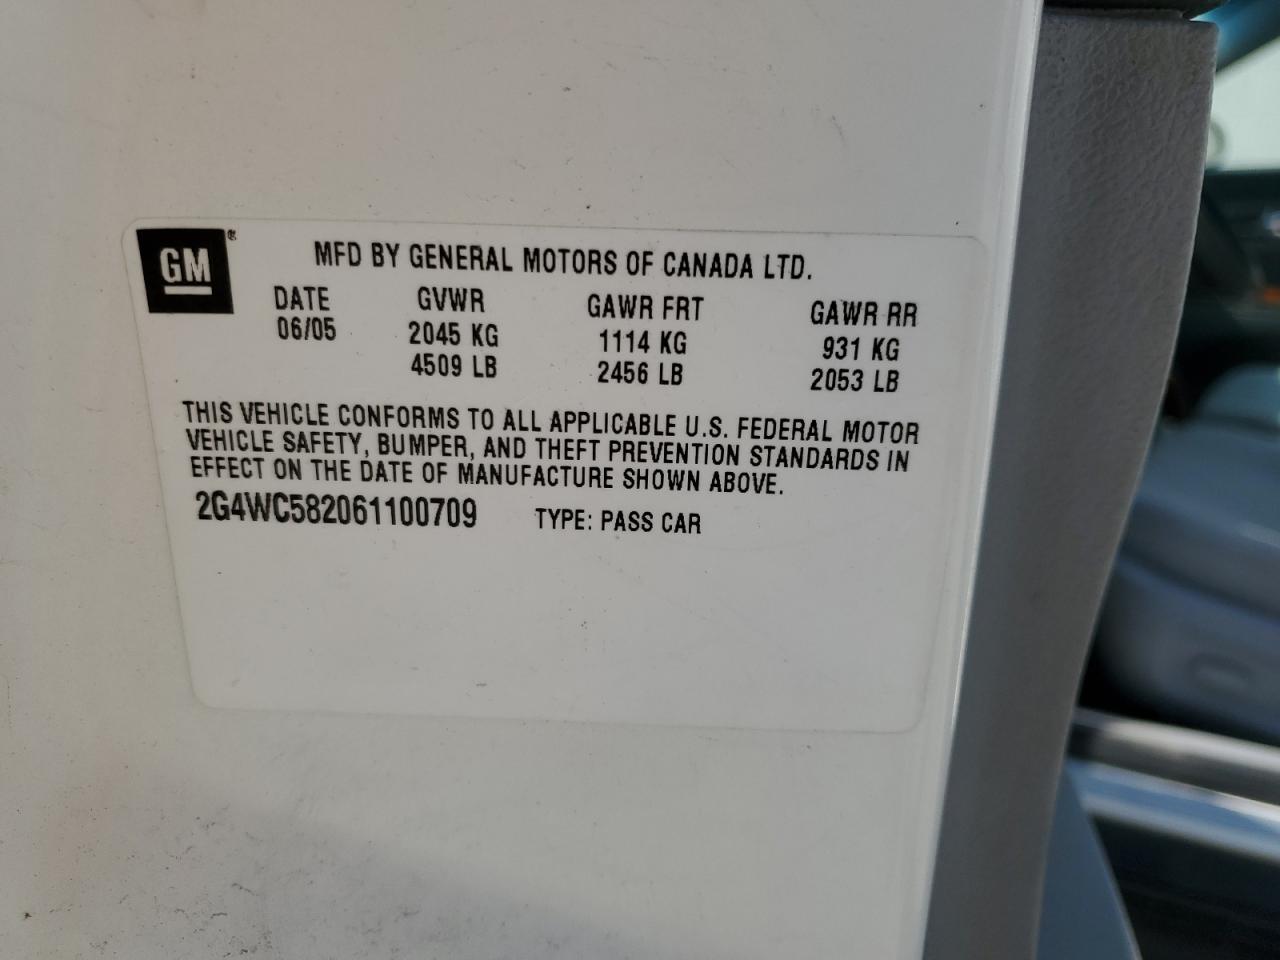 GM®
MFD BY GENERAL MOTORS OF CANADA LTD.
DATE GVWR GAWR FRT GAWR RR
06/05 2045 KG 1114 KG 931 KG
4509 LB 2456 LB 2053 LB
THIS VEHICLE CONFORMS TO ALL APPLICABLE U.S. FEDERAL MOTOR
VEHICLE SAFETY, BUMPER, AND THEFT PREVENTION STANDARDS IN
EFFECT ON THE DATE OF MANUFACTURE SHOWN ABOVE.
2G4WC582061100709 TYPE: PASS CAR